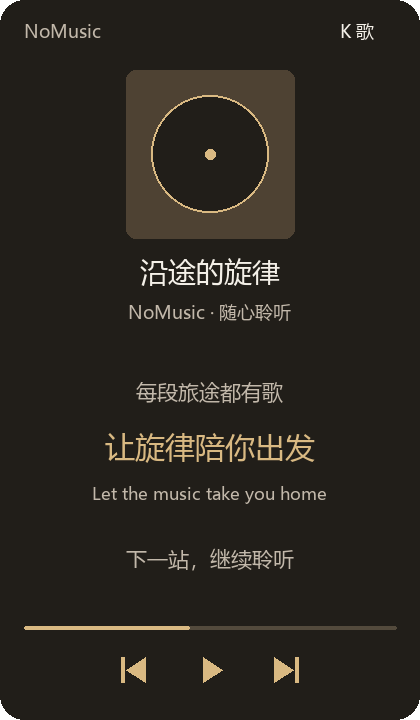 NoMusic K 歌
沿途的旋律
NoMusic · 随心聆听
每段旅途都有歌
让旋律陪你出发
Let the music take you home
下一站，继续聆听